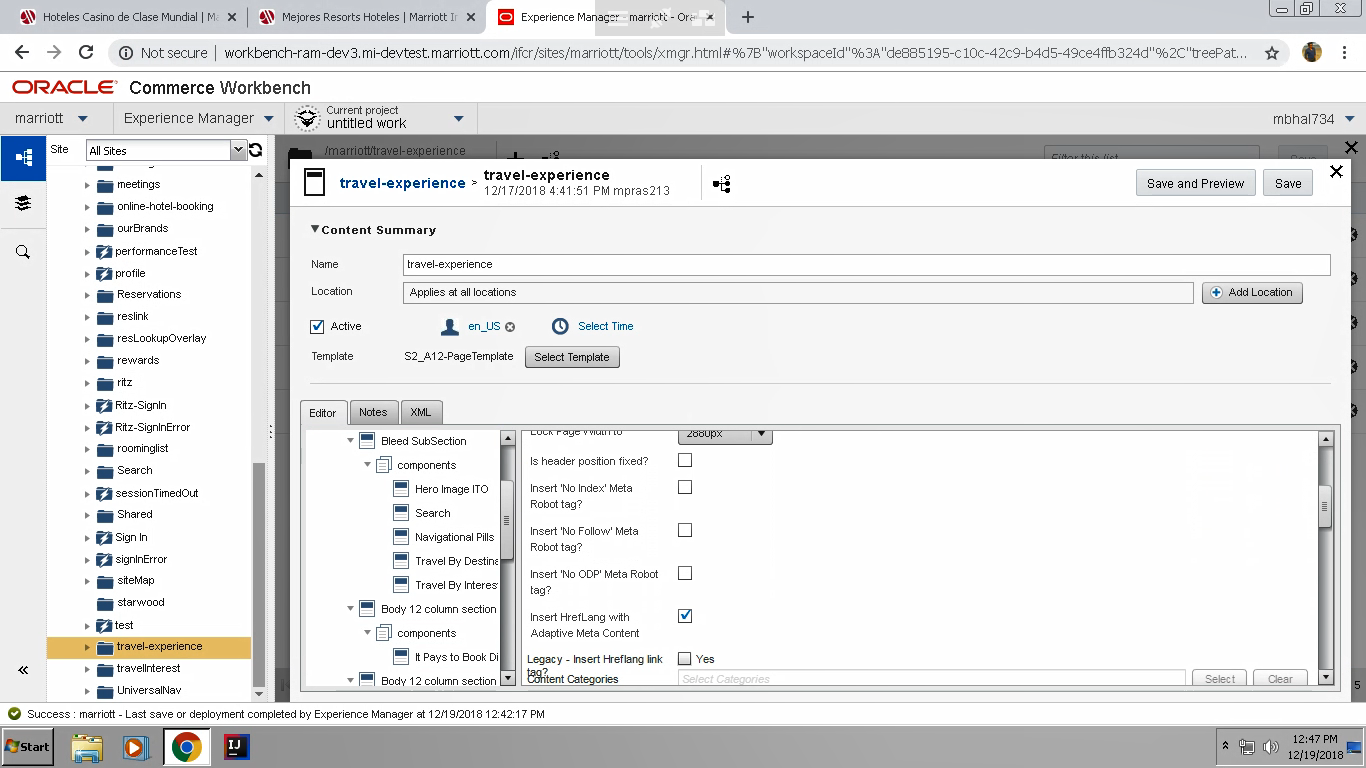 Hoteles Casino de Clase Mundial | M
Mejores Resorts Hoteles | Marriott In
Experience Manager - marriott - Ora
Not secure
workbench-ram-dev3.mi-devtest.marriott.com/ifcr/sites/marriott/tools/xmgr.html#%7B"workspaceId"%3A"de885195-c10c-42c9-b4d5-49ce4ffb324d"%2C"treePat...
ORACLE Commerce Workbench
marriott
Experience Manager
Current project
untitled work
mbhal734
Site
All Sites
/marriott/travel-experience
Filter this list
Save
meetings
online-hotel-booking
ourBrands
performanceTest
profile
Reservations
reslink
resLookupOverlay
rewards
ritz
Ritz-SignIn
Ritz-SignInError
roominglist
Search
sessionTimedOut
Shared
Sign In
signInError
siteMap
starwood
test
travel-experience
travelInterest
UniversalNav
travel-experience > travel-experience
12/17/2018 4:41:51 PM mpras213
Save and Preview
Save
Content Summary
Name
travel-experience
Location
Applies at all locations
Add Location
Active
en_US
Select Time
Template
S2_A12-PageTemplate
Select Template
Editor
Notes
XML
Bleed SubSection
components
Hero Image ITO
Search
Navigational Pills
Travel By Destina
Travel By Interes
Body 12 column section
components
It Pays to Book Di
Body 12 column section
Lock Page Width to
2880px
Is header position fixed?
Insert 'No Index' Meta
Robot tag?
Insert 'No Follow' Meta
Robot tag?
Insert 'No ODP' Meta Robot
tag?
Insert HrefLang with
Adaptive Meta Content
Legacy - Insert Hreflang link
tag?
Yes
Content Categories
Select Categories
Select
Clear
5
Success : marriott - Last save or deployment completed by Experience Manager at 12/19/2018 12:42:17 PM
Start
IJ
12:47 PM
12/19/2018